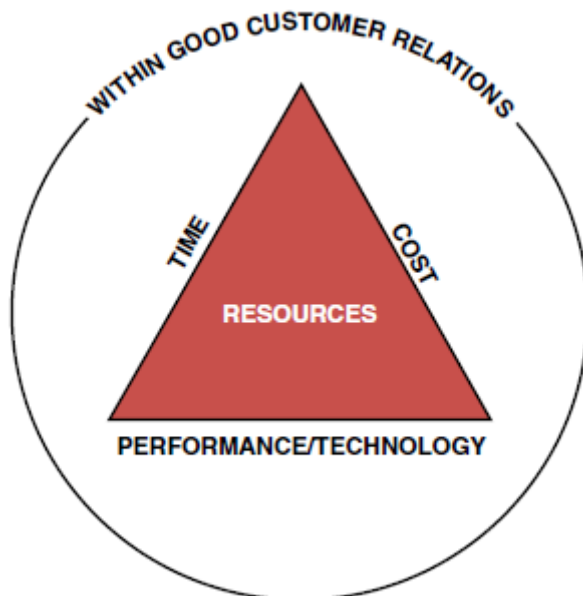 WITHIN GOOD CUSTOMER RELATIONS
TIME
COST
RESOURCES
PERFORMANCE/TECHNOLOGY